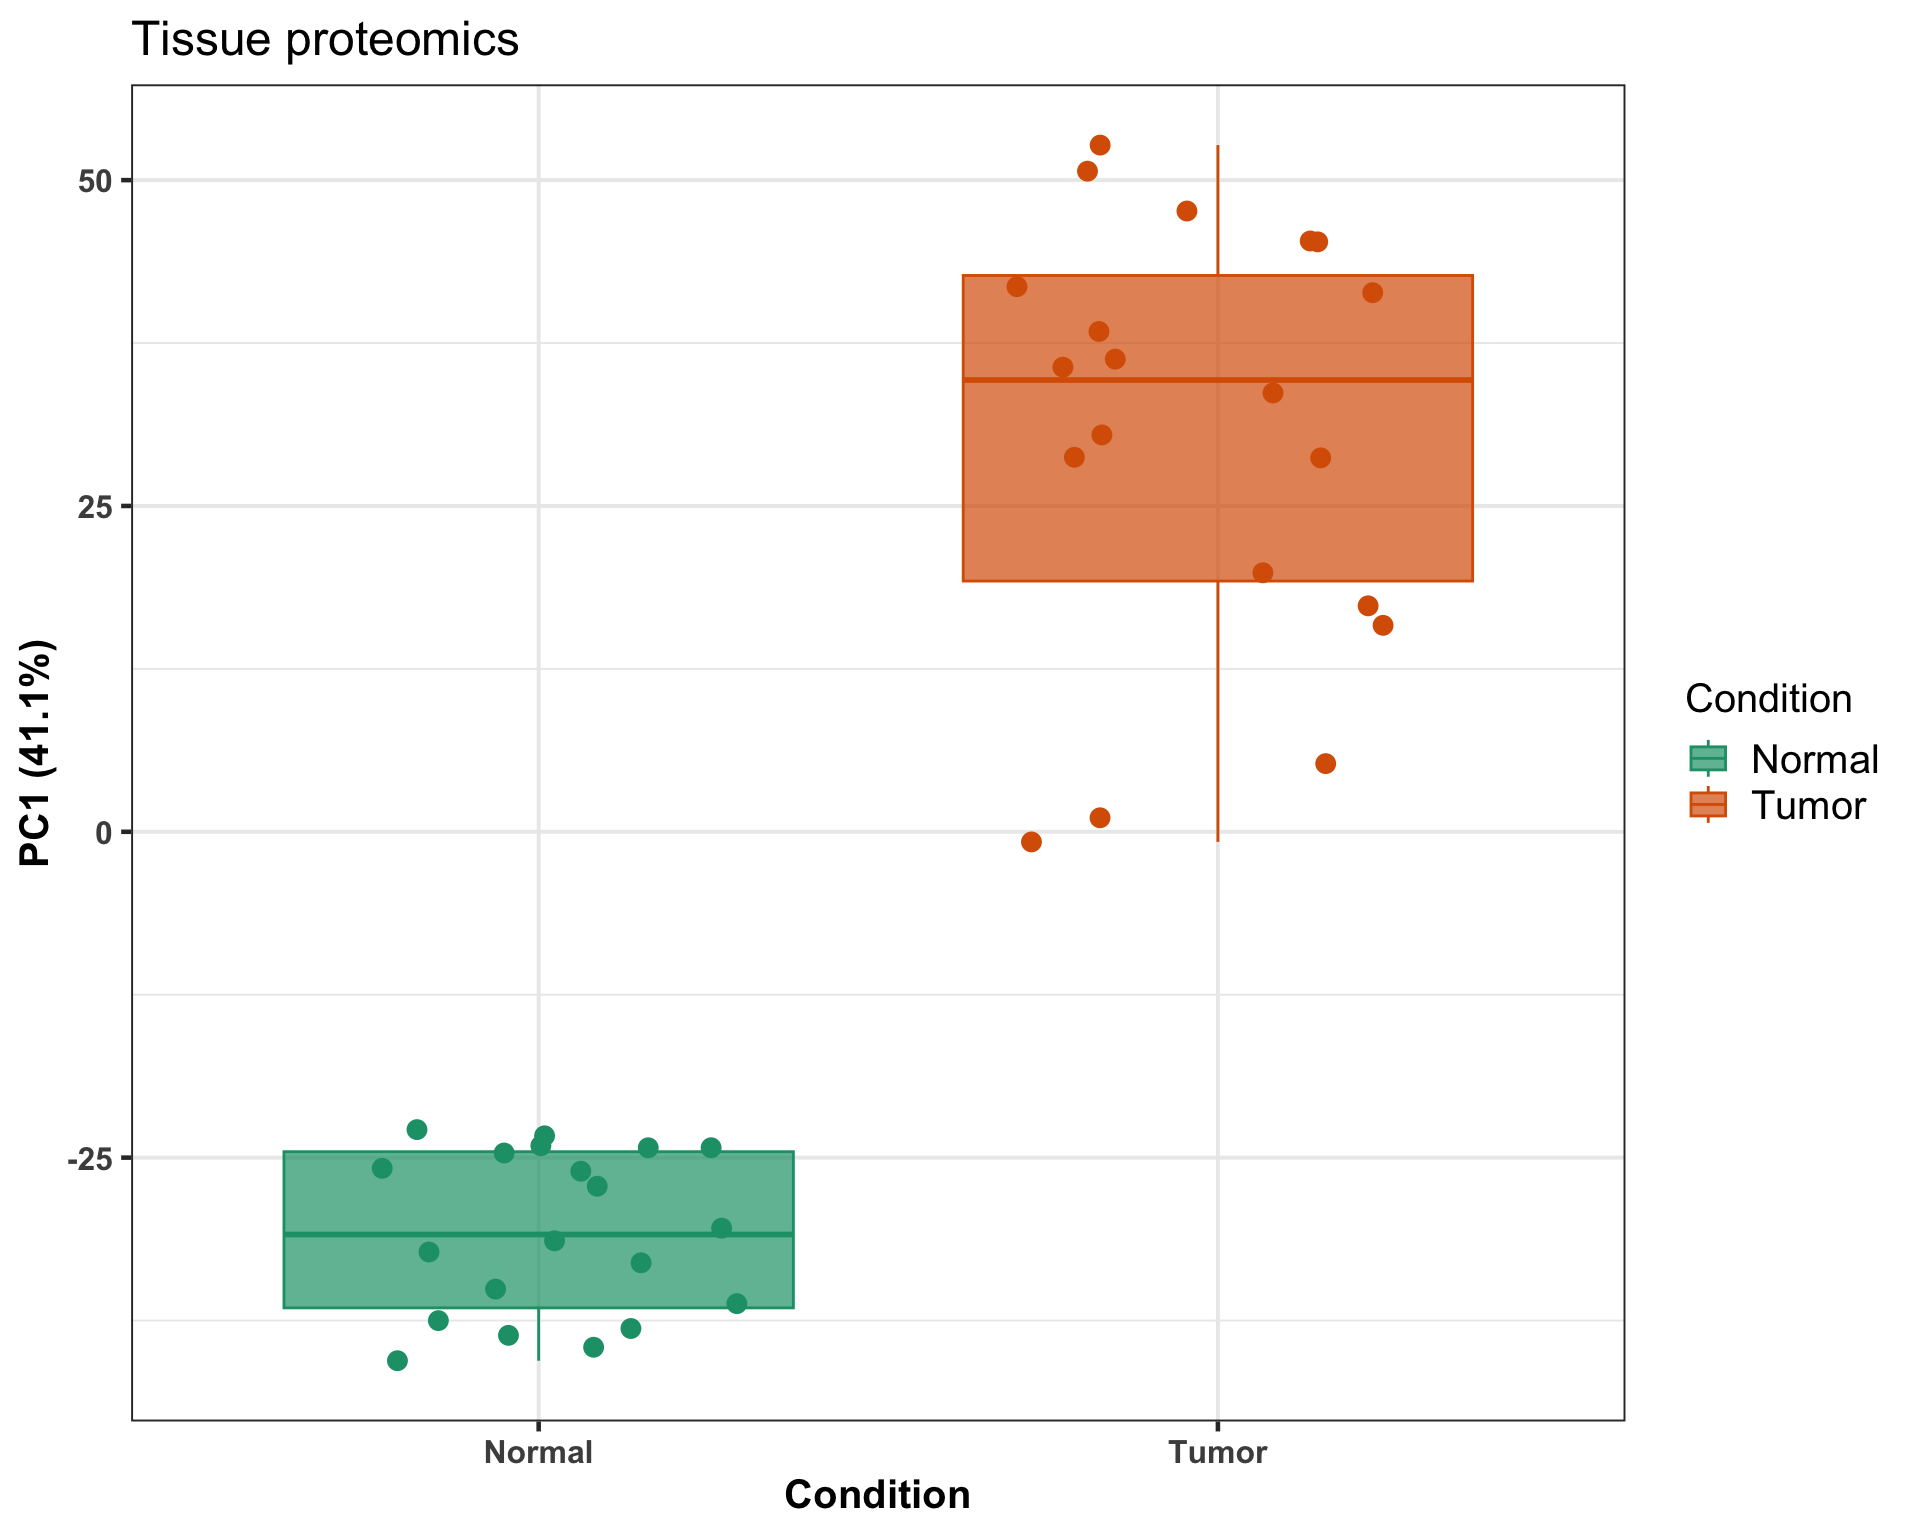 Tissue proteomics
50
25
0
-25
PC1 (41.1%)
Normal
Tumor
Condition
Condition
Normal
Tumor